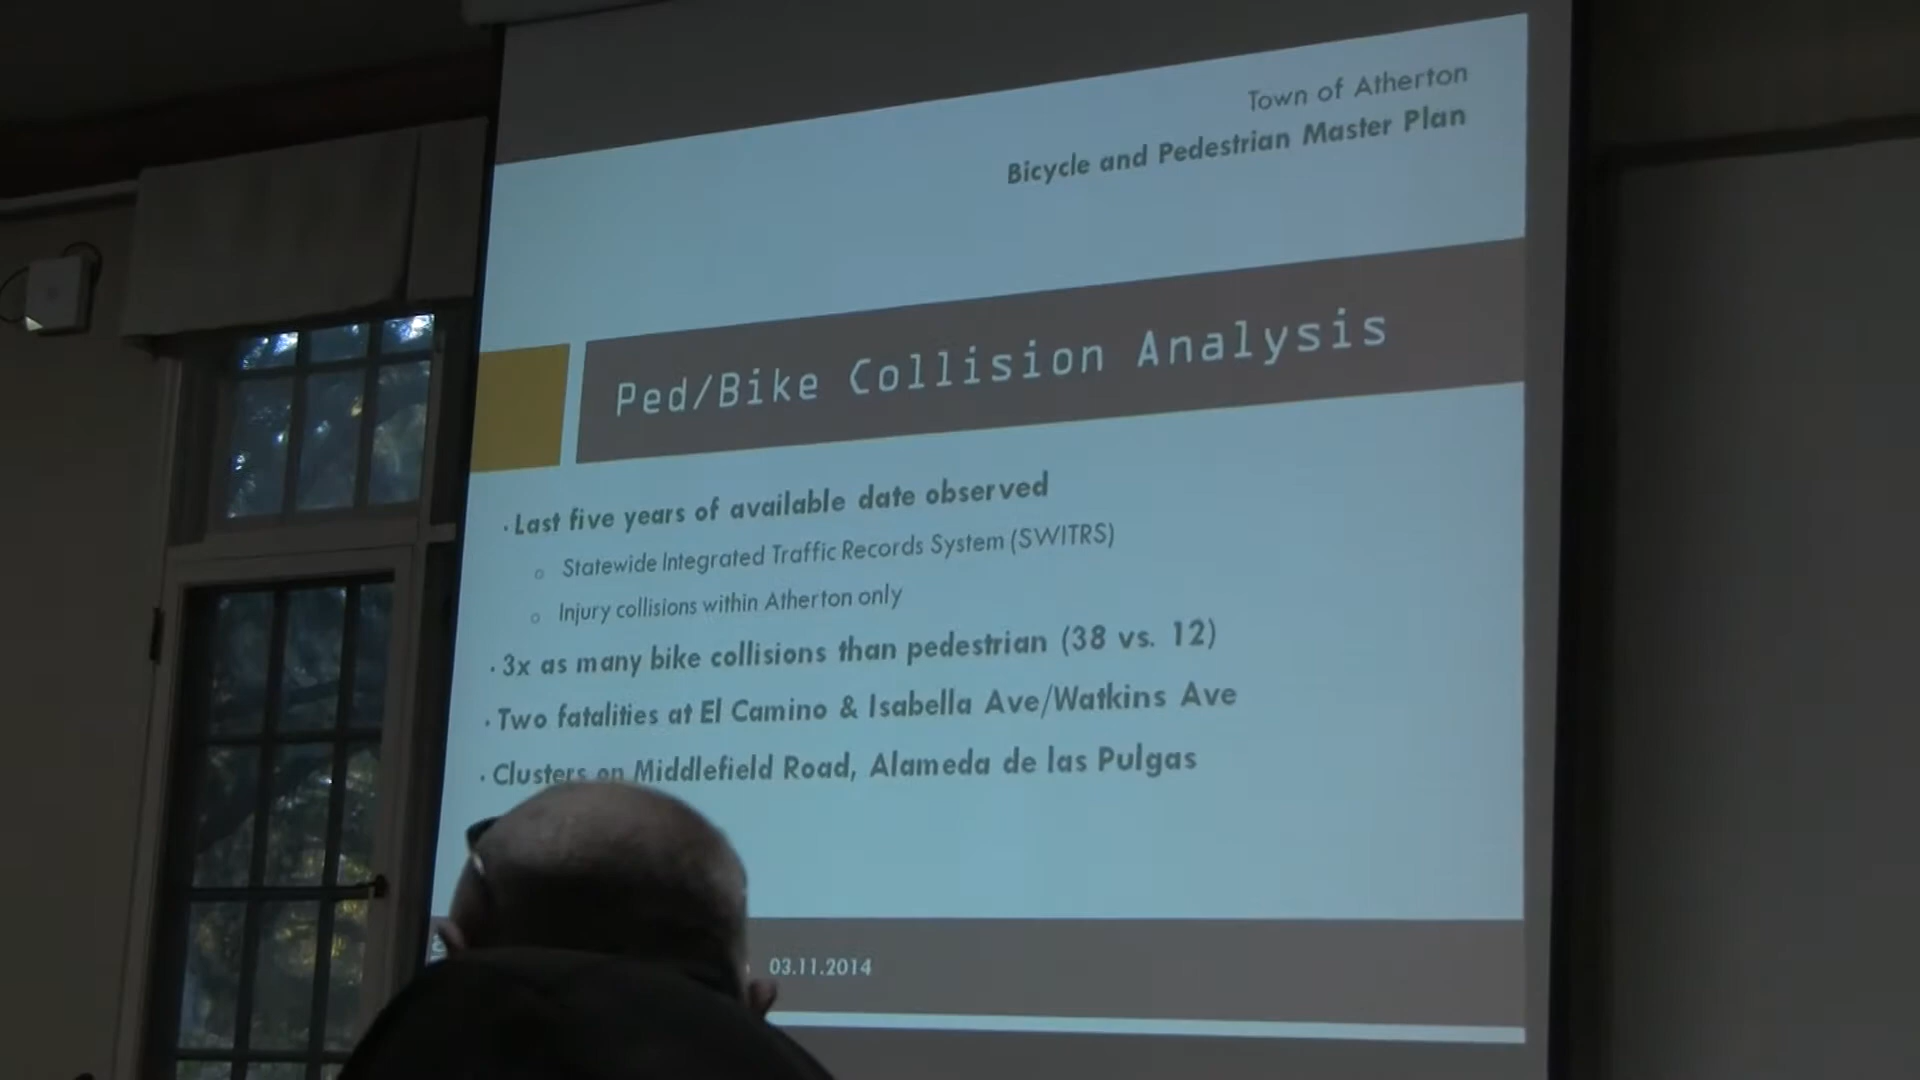 Town of Atherton
Bicycle and Pedestrian Master Plan
Ped/Bike Collision Analysis
· Last five years of available date observed
o Statewide Integrated Traffic Records System (SWITRS)
o Injury collisions within Atherton only
· 3x as many bike collisions than pedestrian (38 vs. 12)
· Two fatalities at El Camino & Isabella Ave/Watkins Ave
· Clusters on Middlefield Road, Alameda de las Pulgas
03.11.2014